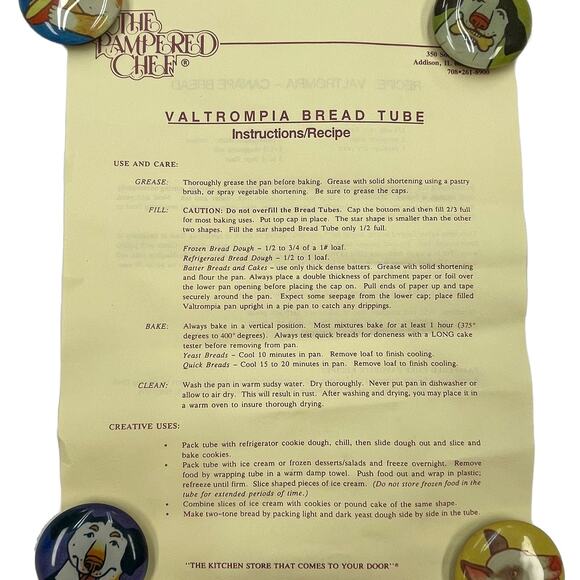 THE
PAMPERED
CHEF®
350 S
Addison, IL
708•261-8900
VALTROMPIA BREAD TUBE
Instructions/Recipe
USE AND CARE:
GREASE: Thoroughly grease the pan before baking. Grease with solid shortening using a pastry
brush, or spray vegetable shortening. Be sure to grease the caps.
FILL: CAUTION: Do not overfill the Bread Tubes. Cap the bottom and then fill 2/3 full
for most baking uses. Put top cap in place. The star shape is smaller than the other
two shapes. Fill the star shaped Bread Tube only 1/2 full.
Frozen Bread Dough - 1/2 to 3/4 of a 1# loaf.
Refrigerated Bread Dough - 1/2 to 1 loaf.
Batter Breads and Cakes - use only thick dense batters. Grease with solid shortening
and flour the pan. Always place a double thickness of parchment paper or foil over
the lower pan opening before placing the cap on. Pull ends of paper up and tape
securely around the pan. Expect some seepage from the lower cap; place filled
Valtrompia pan upright in a pie pan to catch any drippings.
BAKE: Always bake in a vertical position. Most mixtures bake for at least 1 hour (375°
degrees to 400° degrees). Always test quick breads for doneness with a LONG cake
tester before removing from pan.
Yeast Breads - Cool 10 minutes in pan. Remove loaf to finish cooling.
Quick Breads - Cool 15 to 20 minutes in pan. Remove loaf to finish cooling.
CLEAN: Wash the pan in warm sudsy water. Dry thoroughly. Never put pan in dishwasher or
allow to air dry. This will result in rust. After washing and drying, you may place it
in a warm oven to insure thorough drying.
CREATIVE USES:
• Pack tube with refrigerator cookie dough, chill, then slide dough out and slice and
bake cookies.
• Pack tube with ice cream or frozen desserts/salads and freeze overnight. Remove
food by wrapping tube in a warm damp towel. Push food out and wrap in plastic;
refreeze until firm. Slice shaped pieces of ice cream. (Do not store frozen food in the
tube for extended periods of time.)
• Combine slices of ice cream with cookies or pound cake of the same shape.
• Make two-tone bread by packing light and dark yeast dough side by side in the tube.
"THE KITCHEN STORE THAT COMES TO YOUR DOOR"®